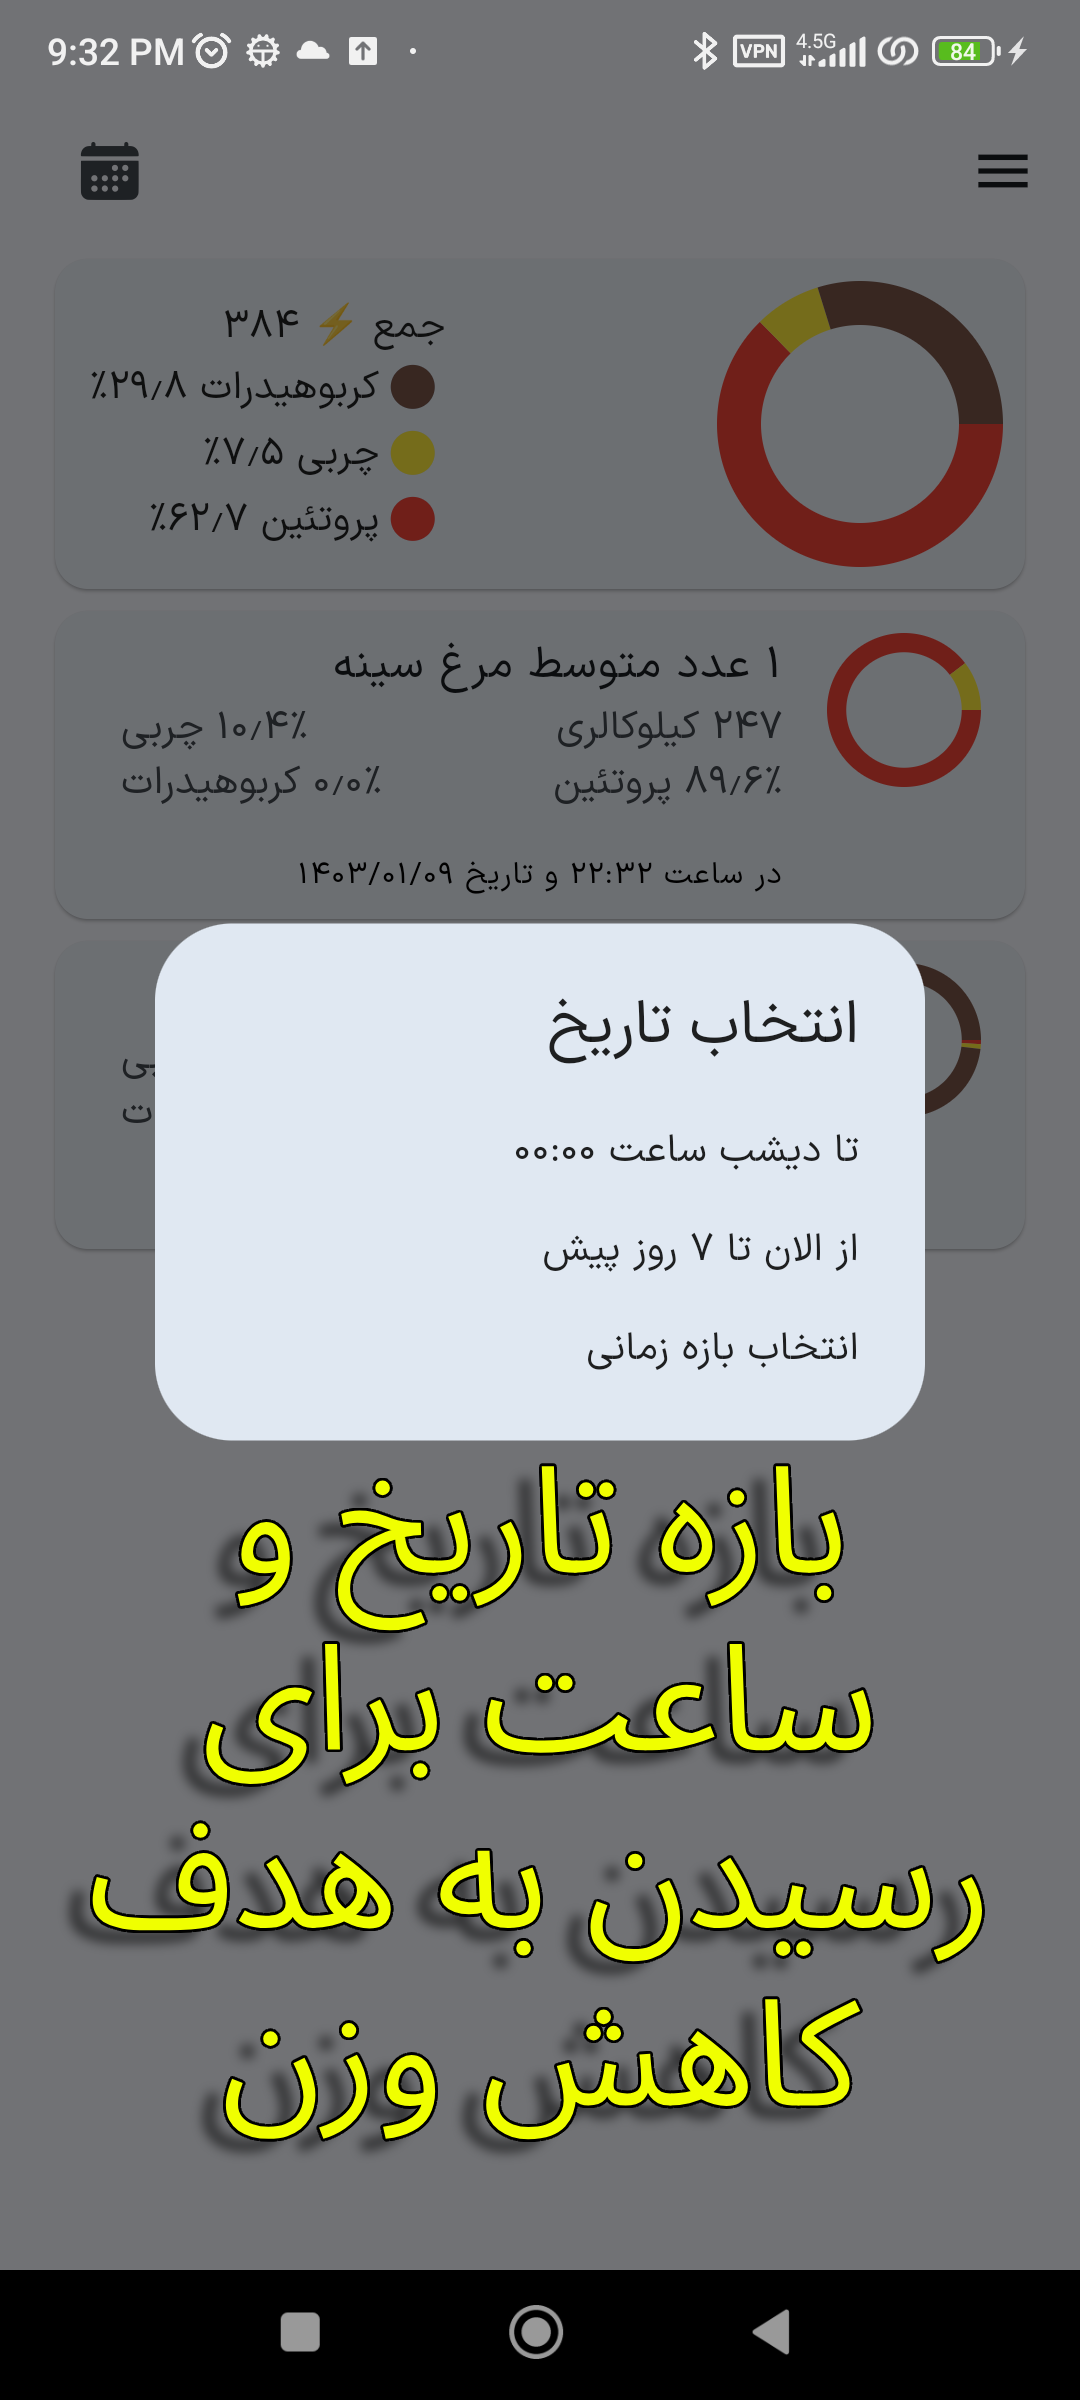 9:32 PM
VPN
4.5G
84
جمع ⚡ ۳۸۴
کربوهیدرات ۲۹٫۸٪
چربی ۷٫۵٪
پروتئین ۶۲٫۷٪
۱ عدد متوسط مرغ سینه
۲۴۷ کیلوکالری
۱۰٫۴٪ چربی
۸۹٫۶٪ پروتئین
۰٫۰٪ کربوهیدرات
در ساعت ۲۲:۳۲ و تاریخ ۱۴۰۳/۰۱/۰۹
انتخاب تاریخ
تا دیشب ساعت ۰۰:۰۰
از الان تا ۷ روز پیش
انتخاب بازه زمانی
بازه تاریخ و
ساعت برای
رسیدن به هدف
کاهش وزن